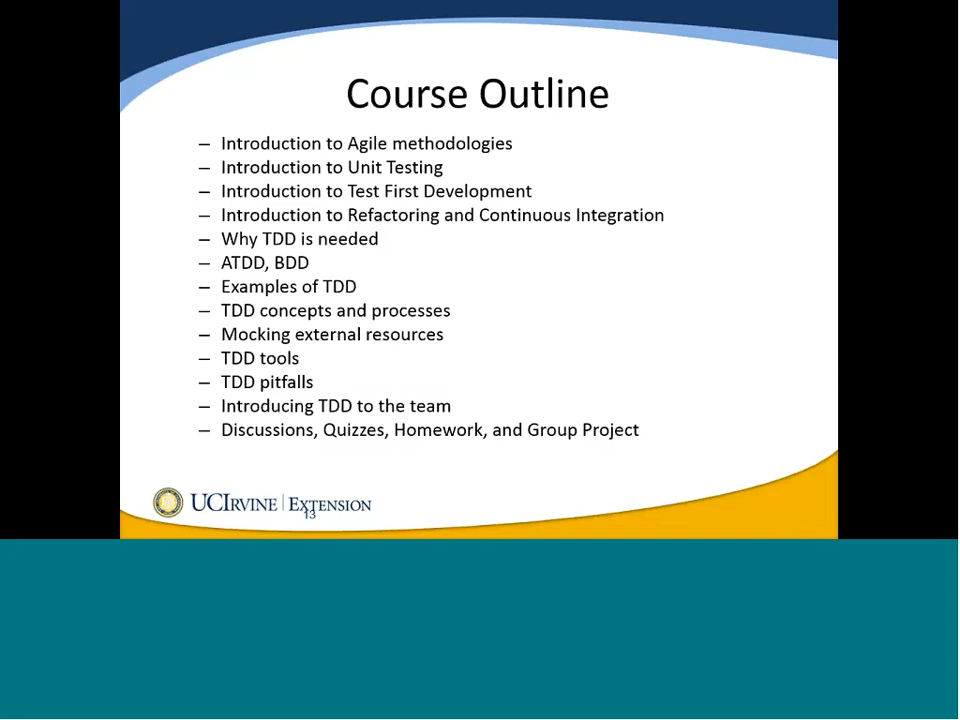 Course Outline
– Introduction to Agile methodologies
– Introduction to Unit Testing
– Introduction to Test First Development
– Introduction to Refactoring and Continuous Integration
– Why TDD is needed
– ATDD, BDD
– Examples of TDD
– TDD concepts and processes
– Mocking external resources
– TDD tools
– TDD pitfalls
– Introducing TDD to the team
– Discussions, Quizzes, Homework, and Group Project
UCIRVINE | EXTENSION
13